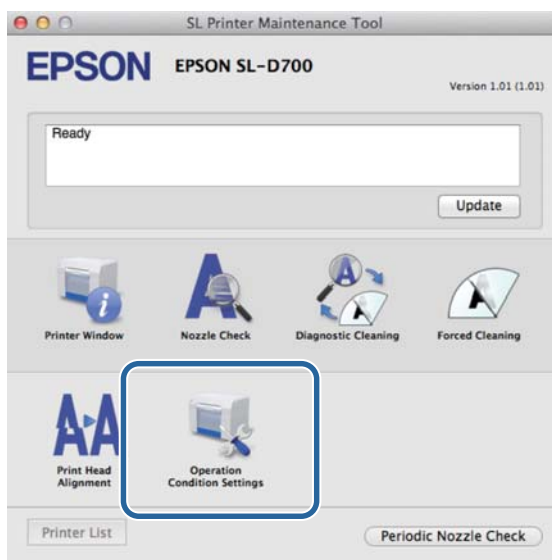 SL Printer Maintenance Tool
EPSON EPSON SL-D700
Version 1.01 (1.01)
Ready
Update
Printer Window
Nozzle Check
Diagnostic Cleaning
Forced Cleaning
Print Head
Alignment
Operation
Condition Settings
Printer List
Periodic Nozzle Check